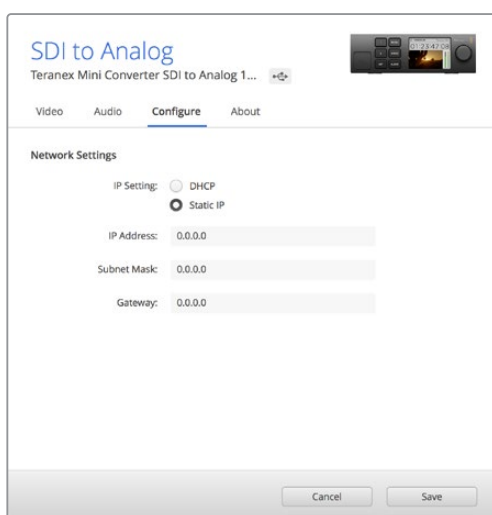 SDI to Analog
Teranex Mini Converter SDI to Analog 1...
Video Audio Configure About
Network Settings
IP Setting: DHCP
Static IP
IP Address: 0.0.0.0
Subnet Mask: 0.0.0.0
Gateway: 0.0.0.0
Cancel Save